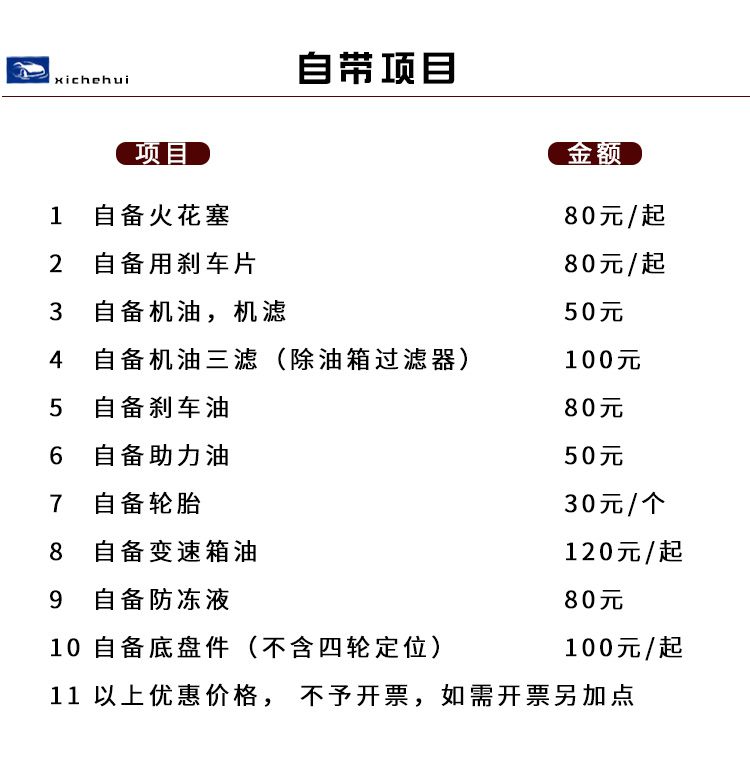 xichehui
自带项目
项目 金额
1 自备火花塞 80元/起
2 自备用刹车片 80元/起
3 自备机油，机滤 50元
4 自备机油三滤（除油箱过滤器） 100元
5 自备刹车油 80元
6 自备助力油 50元
7 自备轮胎 30元/个
8 自备变速箱油 120元/起
9 自备防冻液 80元
10 自备底盘件（不含四轮定位） 100元/起
11 以上优惠价格， 不予开票，如需开票另加点